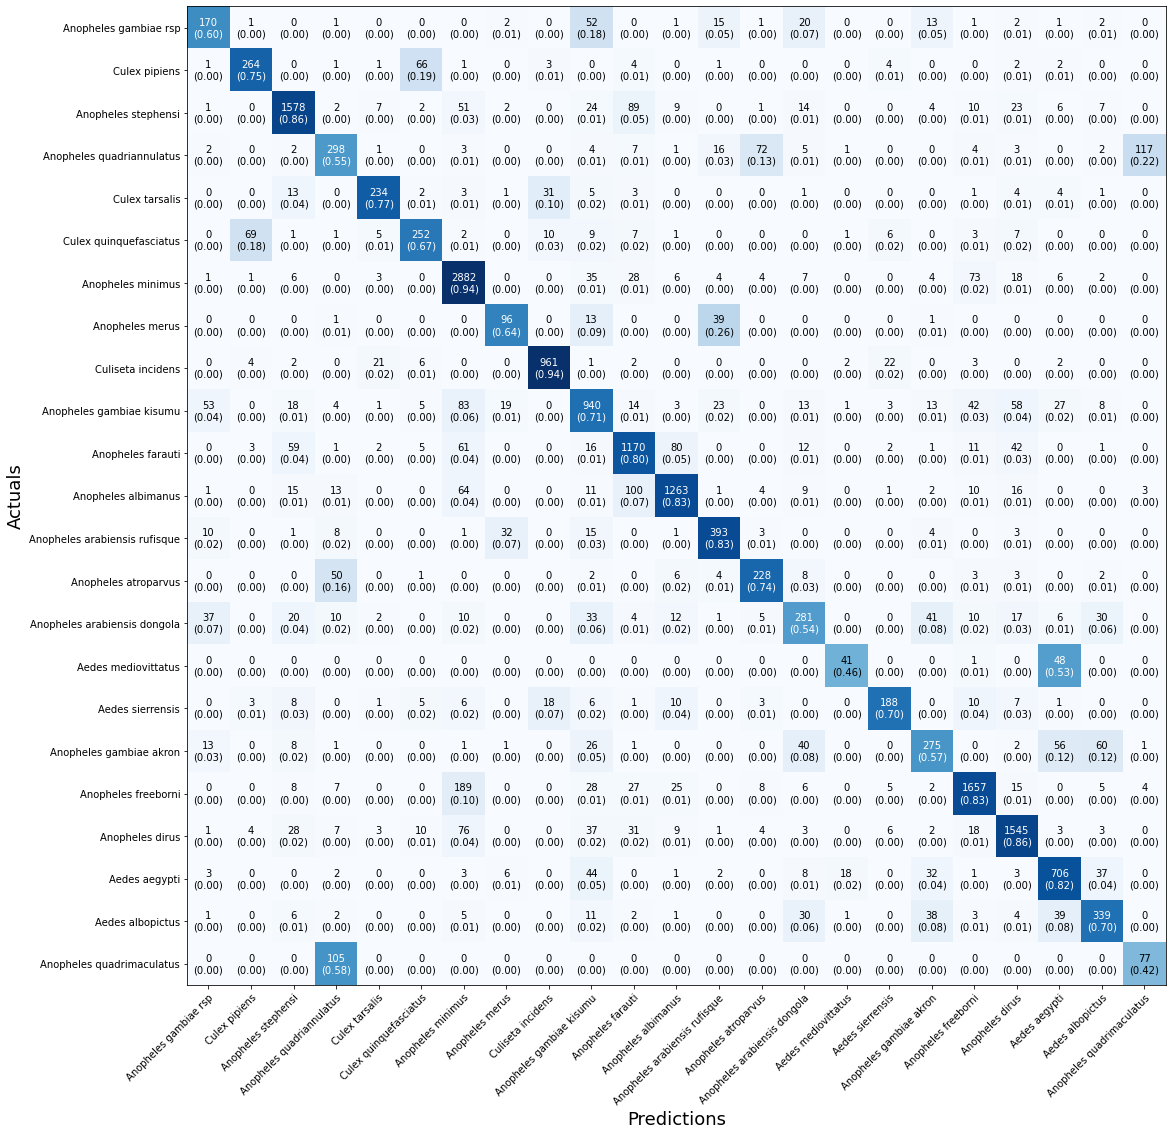 Anopheles gambiae rsp 170 1 0 1 0 0 0 2 0 52 0 1 15 1 20 0 0 13 1 2 1 2 0
(0.60) (0.00) (0.00) (0.00) (0.00) (0.00) (0.00) (0.01) (0.00) (0.18) (0.00) (0.00) (0.05) (0.00) (0.07) (0.00) (0.00) (0.05) (0.00) (0.01) (0.00) (0.01) (0.00)
Culex pipiens 1 264 0 1 1 66 1 0 3 0 4 0 1 0 0 0 4 0 0 2 2 0 0
(0.00) (0.75) (0.00) (0.00) (0.00) (0.19) (0.00) (0.00) (0.01) (0.00) (0.01) (0.00) (0.00) (0.00) (0.00) (0.00) (0.01) (0.00) (0.00) (0.01) (0.01) (0.00) (0.00)
Anopheles stephensi 1 0 1578 2 7 2 51 2 0 24 89 9 0 1 14 0 0 4 10 23 6 7 0
(0.00) (0.00) (0.86) (0.00) (0.00) (0.00) (0.03) (0.00) (0.00) (0.01) (0.05) (0.00) (0.00) (0.00) (0.01) (0.00) (0.00) (0.00) (0.01) (0.01) (0.00) (0.00) (0.00)
Anopheles quadriannulatus 2 0 2 298 1 0 3 0 0 4 7 1 16 72 5 1 0 0 4 3 0 2 117
(0.00) (0.00) (0.00) (0.55) (0.00) (0.00) (0.01) (0.00) (0.00) (0.01) (0.01) (0.00) (0.03) (0.13) (0.01) (0.00) (0.00) (0.00) (0.01) (0.01) (0.00) (0.00) (0.22)
Culex tarsalis 0 0 13 0 234 2 3 1 31 5 3 0 0 0 1 0 0 0 1 4 4 1 0
(0.00) (0.00) (0.04) (0.00) (0.77) (0.01) (0.01) (0.00) (0.10) (0.02) (0.01) (0.00) (0.00) (0.00) (0.00) (0.00) (0.00) (0.00) (0.00) (0.01) (0.01) (0.00) (0.00)
Culex quinquefasciatus 0 69 1 1 5 252 2 0 10 9 7 1 0 0 0 1 6 0 3 7 0 0 0
(0.00) (0.18) (0.00) (0.00) (0.01) (0.67) (0.01) (0.00) (0.03) (0.02) (0.02) (0.00) (0.00) (0.00) (0.00) (0.00) (0.02) (0.00) (0.01) (0.02) (0.00) (0.00) (0.00)
Anopheles minimus 1 1 6 0 3 0 2882 0 0 35 28 6 4 4 7 0 0 4 73 18 6 2 0
(0.00) (0.00) (0.00) (0.00) (0.00) (0.00) (0.94) (0.00) (0.00) (0.01) (0.01) (0.00) (0.00) (0.00) (0.00) (0.00) (0.00) (0.00) (0.02) (0.01) (0.00) (0.00) (0.00)
Anopheles merus 0 0 0 1 0 0 0 96 0 13 0 0 39 0 0 0 0 1 0 0 0 0 0
(0.00) (0.00) (0.00) (0.01) (0.00) (0.00) (0.00) (0.64) (0.00) (0.09) (0.00) (0.00) (0.26) (0.00) (0.00) (0.00) (0.00) (0.01) (0.00) (0.00) (0.00) (0.00) (0.00)
Culiseta incidens 0 4 2 0 21 6 0 0 961 1 2 0 0 0 0 2 22 0 3 0 2 0 0
(0.00) (0.00) (0.00) (0.00) (0.02) (0.01) (0.00) (0.00) (0.94) (0.00) (0.00) (0.00) (0.00) (0.00) (0.00) (0.00) (0.02) (0.00) (0.00) (0.00) (0.00) (0.00) (0.00)
Anopheles gambiae kisumu 53 0 18 4 1 5 83 19 0 940 14 3 23 0 13 1 3 13 42 58 27 8 0
(0.04) (0.00) (0.01) (0.00) (0.00) (0.00) (0.06) (0.01) (0.00) (0.71) (0.01) (0.00) (0.02) (0.00) (0.01) (0.00) (0.00) (0.01) (0.03) (0.04) (0.02) (0.01) (0.00)
Anopheles farauti 0 3 59 1 2 5 61 0 0 16 1170 80 0 0 12 0 2 1 11 42 0 1 0
(0.00) (0.00) (0.04) (0.00) (0.00) (0.00) (0.04) (0.00) (0.00) (0.01) (0.80) (0.05) (0.00) (0.00) (0.01) (0.00) (0.00) (0.00) (0.01) (0.03) (0.00) (0.00) (0.00)
Anopheles albimanus 1 0 15 13 0 0 64 0 0 11 100 1263 1 4 9 0 1 2 10 16 0 0 3
(0.00) (0.00) (0.01) (0.01) (0.00) (0.00) (0.04) (0.00) (0.00) (0.01) (0.07) (0.83) (0.00) (0.00) (0.01) (0.00) (0.00) (0.00) (0.01) (0.01) (0.00) (0.00) (0.00)
Anopheles arabiensis rufisque 10 0 1 8 0 0 1 32 0 15 0 1 393 3 0 0 0 4 0 3 0 0 0
(0.02) (0.00) (0.00) (0.02) (0.00) (0.00) (0.00) (0.07) (0.00) (0.03) (0.00) (0.00) (0.83) (0.01) (0.00) (0.00) (0.00) (0.01) (0.00) (0.01) (0.00) (0.00) (0.00)
Anopheles atroparvus 0 0 0 50 0 1 0 0 0 2 0 6 4 228 8 0 0 0 3 3 0 2 0
(0.00) (0.00) (0.00) (0.16) (0.00) (0.00) (0.00) (0.00) (0.00) (0.01) (0.00) (0.02) (0.01) (0.74) (0.03) (0.00) (0.00) (0.00) (0.01) (0.01) (0.00) (0.01) (0.00)
Anopheles arabiensis dongola 37 0 20 10 2 0 10 0 0 33 4 12 1 5 281 0 0 41 10 17 6 30 0
(0.07) (0.00) (0.04) (0.02) (0.00) (0.00) (0.02) (0.00) (0.00) (0.06) (0.01) (0.02) (0.00) (0.01) (0.54) (0.00) (0.00) (0.08) (0.02) (0.03) (0.01) (0.06) (0.00)
Aedes mediovittatus 0 0 0 0 0 0 0 0 0 0 0 0 0 0 0 41 0 0 1 0 48 0 0
(0.00) (0.00) (0.00) (0.00) (0.00) (0.00) (0.00) (0.00) (0.00) (0.00) (0.00) (0.00) (0.00) (0.00) (0.00) (0.46) (0.00) (0.00) (0.01) (0.00) (0.53) (0.00) (0.00)
Aedes sierrensis 0 3 8 0 1 5 6 0 18 6 1 10 0 3 0 0 188 0 10 7 1 0 0
(0.00) (0.01) (0.03) (0.00) (0.00) (0.02) (0.02) (0.00) (0.07) (0.02) (0.00) (0.04) (0.00) (0.01) (0.00) (0.00) (0.70) (0.00) (0.04) (0.03) (0.00) (0.00) (0.00)
Anopheles gambiae akron 13 0 8 1 0 0 1 1 0 26 1 0 0 0 40 0 0 275 0 2 56 60 1
(0.03) (0.00) (0.02) (0.00) (0.00) (0.00) (0.00) (0.00) (0.00) (0.05) (0.00) (0.00) (0.00) (0.00) (0.08) (0.00) (0.00) (0.57) (0.00) (0.00) (0.12) (0.12) (0.00)
Anopheles freeborni 0 0 8 7 0 0 189 0 0 28 27 25 0 8 6 0 5 2 1657 15 0 5 4
(0.00) (0.00) (0.00) (0.00) (0.00) (0.00) (0.10) (0.00) (0.00) (0.01) (0.01) (0.01) (0.00) (0.00) (0.00) (0.00) (0.00) (0.00) (0.83) (0.01) (0.00) (0.00) (0.00)
Anopheles dirus 1 4 28 7 3 10 76 0 0 37 31 9 1 4 3 0 6 2 18 1545 3 3 0
(0.00) (0.00) (0.02) (0.00) (0.00) (0.01) (0.04) (0.00) (0.00) (0.02) (0.02) (0.01) (0.00) (0.00) (0.00) (0.00) (0.00) (0.00) (0.01) (0.86) (0.00) (0.00) (0.00)
Aedes aegypti 3 0 0 2 0 0 3 6 0 44 0 1 2 0 8 18 0 32 1 3 706 37 0
(0.00) (0.00) (0.00) (0.00) (0.00) (0.00) (0.00) (0.01) (0.00) (0.05) (0.00) (0.00) (0.00) (0.00) (0.01) (0.02) (0.00) (0.04) (0.00) (0.00) (0.82) (0.04) (0.00)
Aedes albopictus 1 0 6 2 0 0 5 0 0 11 2 1 0 0 30 1 0 38 3 4 39 339 0
(0.00) (0.00) (0.01) (0.00) (0.00) (0.00) (0.01) (0.00) (0.00) (0.02) (0.00) (0.00) (0.00) (0.00) (0.06) (0.00) (0.00) (0.08) (0.01) (0.01) (0.08) (0.70) (0.00)
Anopheles quadrimaculatus 0 0 0 105 0 0 0 0 0 0 0 0 0 0 0 0 0 0 0 0 0 0 77
(0.00) (0.00) (0.00) (0.58) (0.00) (0.00) (0.00) (0.00) (0.00) (0.00) (0.00) (0.00) (0.00) (0.00) (0.00) (0.00) (0.00) (0.00) (0.00) (0.00) (0.00) (0.00) (0.42)
Actuals
Anopheles gambiae rsp
Culex pipiens
Anopheles stephensi
Anopheles quadriannulatus
Culex tarsalis
Culex quinquefasciatus
Anopheles minimus
Anopheles merus
Culiseta incidens
Anopheles gambiae kisumu
Anopheles farauti
Anopheles albimanus
Anopheles arabiensis rufisque
Anopheles atroparvus
Anopheles arabiensis dongola
Aedes mediovittatus
Aedes sierrensis
Anopheles gambiae akron
Anopheles freeborni
Anopheles dirus
Aedes aegypti
Aedes albopictus
Anopheles quadrimaculatus
Predictions